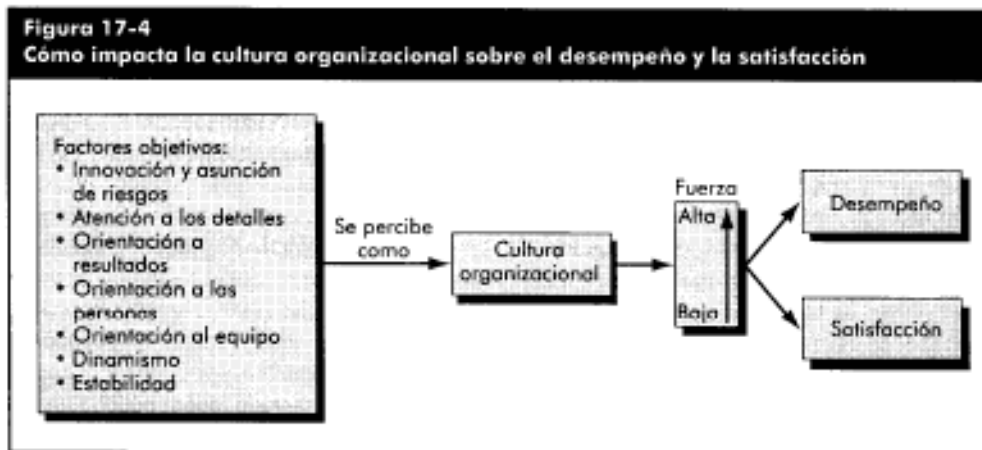 Figura 17-4
Cómo impacta la cultura organizacional sobre el desempeño y la satisfacción
Factores objetivos:
• Innovación y asunción
de riesgos
• Atención a los detalles
• Orientación a
resultados
• Orientación a las
personas
• Orientación al equipo
• Dinamismo
• Estabilidad
Se percibe
como
Cultura
organizacional
Fuerza
Alta
Baja
Desempeño
Satisfacción